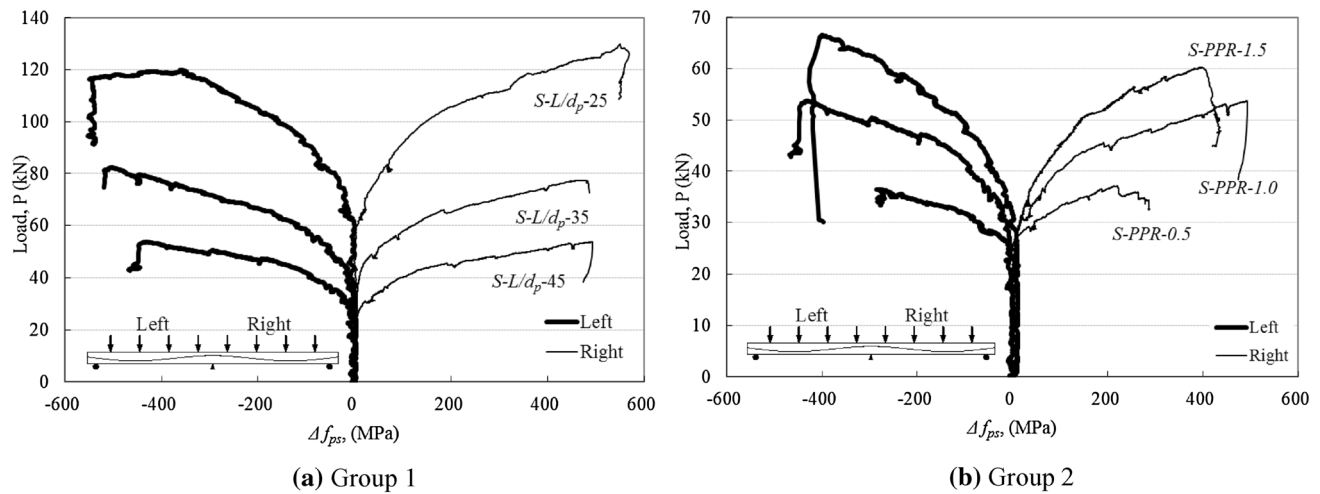 140
120
100
80
60
40
20
0
Load, P (kN)
S-L/dp-25
S-L/dp-35
S-L/dp-45
Left Right
Left
Right
-600 -400 -200 0 200 400 600
Δfps, (MPa)
(a) Group 1
70
60
50
40
30
20
10
0
Load, P (kN)
S-PPR-1.5
S-PPR-1.0
S-PPR-0.5
Left Right
Left
Right
-600 -400 -200 0 200 400 600
Δfps, (MPa)
(b) Group 2